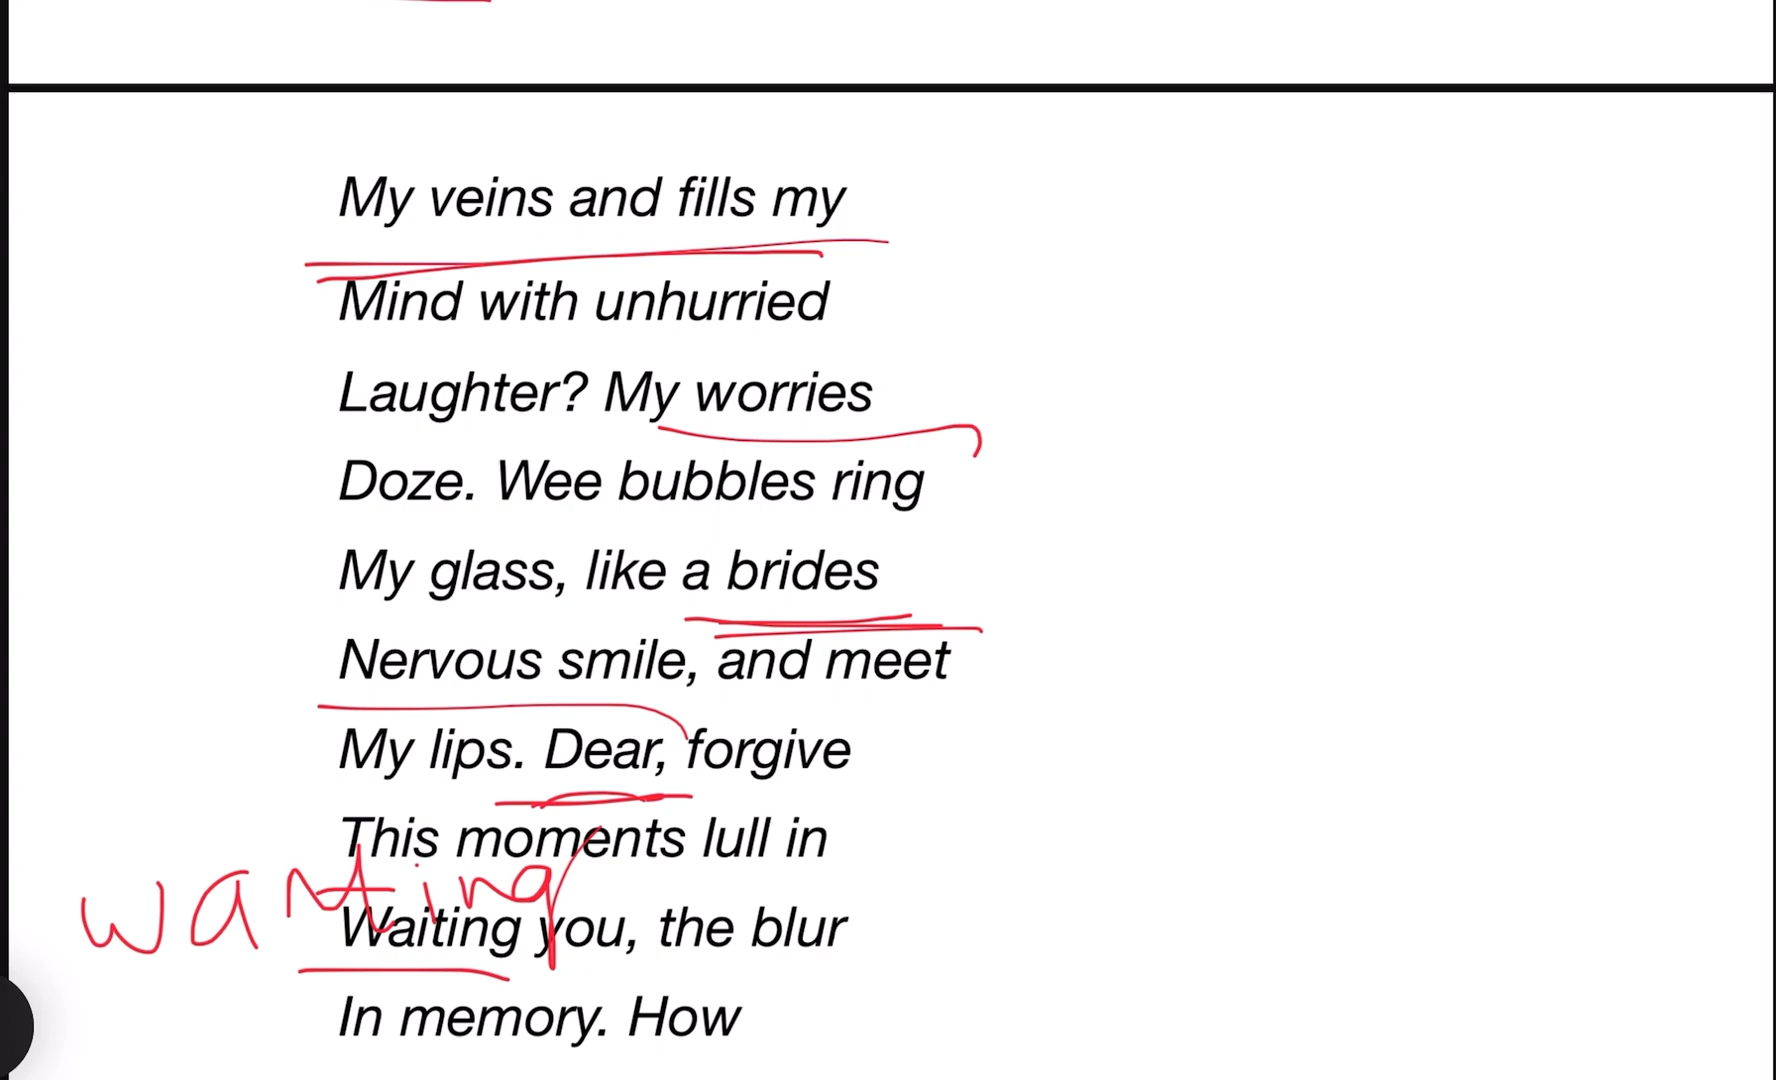 My veins and fills my
Mind with unhurried
Laughter? My worries
Doze. Wee bubbles ring
My glass, like a brides
Nervous smile, and meet
My lips. Dear, forgive
This moments lull in
wanting
Waiting you, the blur
In memory. How